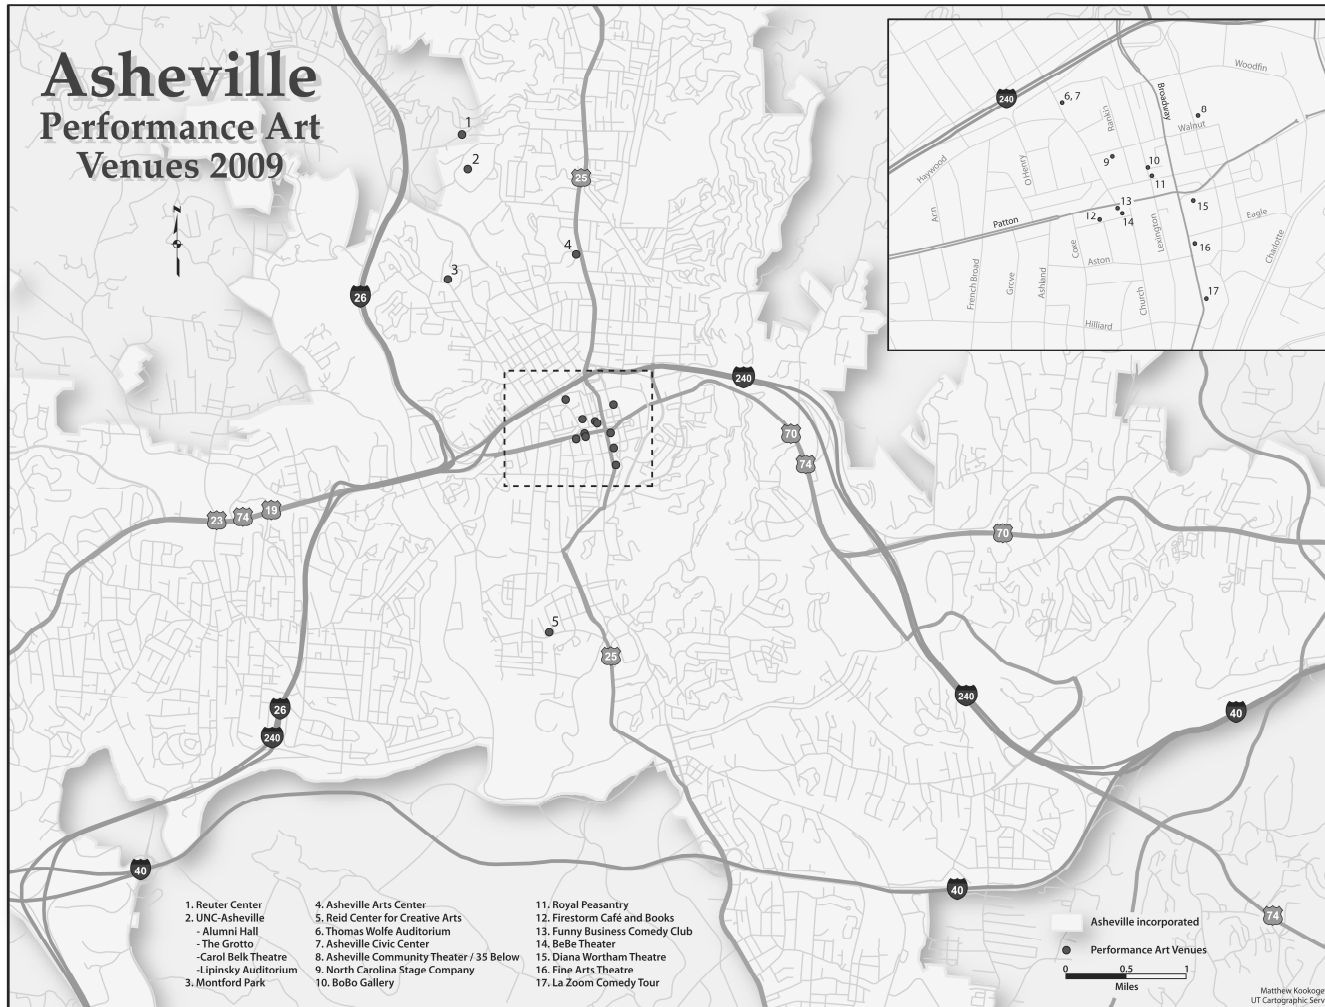 Asheville
Performance Art
Venues 2009
N
1
2
3
4
5
25
26
240
70
74
23
74
19
70
25
26
240
240
40
40
40
74
Woodfin
Broadway
240
6, 7
8
Rankin
Walnut
Haywood
O Henry
9
10
11
Arn
Patton
12
13
14
15
Lexington
Eagle
Charlotte
Coxe
16
Aston
French Broad
Grove
Ashland
Church
17
Hilliard
1. Reuter Center
2. UNC-Asheville
- Alumni Hall
- The Grotto
-Carol Belk Theatre
-Lipinsky Auditorium
3. Montford Park
4. Asheville Arts Center
5. Reid Center for Creative Arts
6. Thomas Wolfe Auditorium
7. Asheville Civic Center
8. Asheville Community Theater / 35 Below
9. North Carolina Stage Company
10. BoBo Gallery
11. Royal Peasantry
12. Firestorm Café and Books
13. Funny Business Comedy Club
14. BeBe Theater
15. Diana Wortham Theatre
16. Fine Arts Theatre
17. La Zoom Comedy Tour
Asheville incorporated
Performance Art Venues
0 0.5 1
Miles
Matthew Kookoge
UT Cartographic Serv